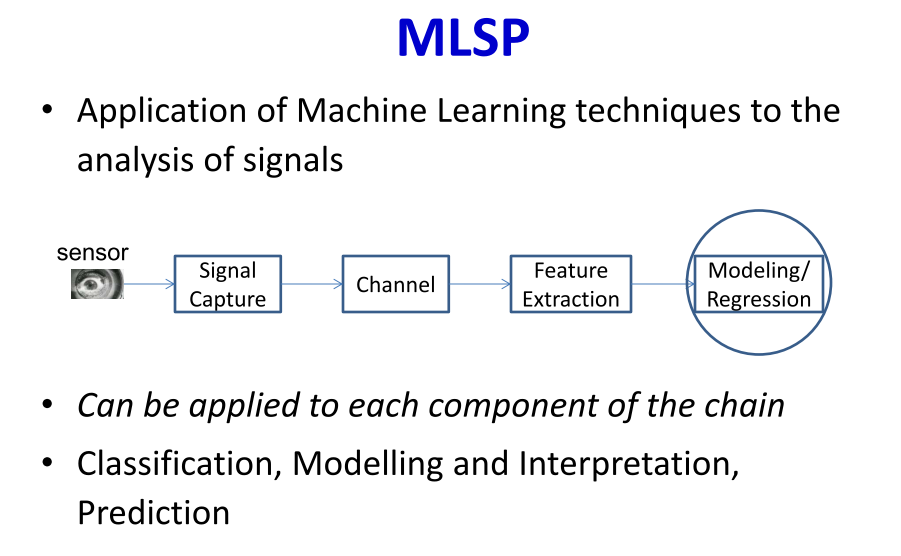 MLSP
• Application of Machine Learning techniques to the
analysis of signals
sensor
Signal
Capture
Channel
Feature
Extraction
Modeling/
Regression
• Can be applied to each component of the chain
• Classification, Modelling and Interpretation,
Prediction